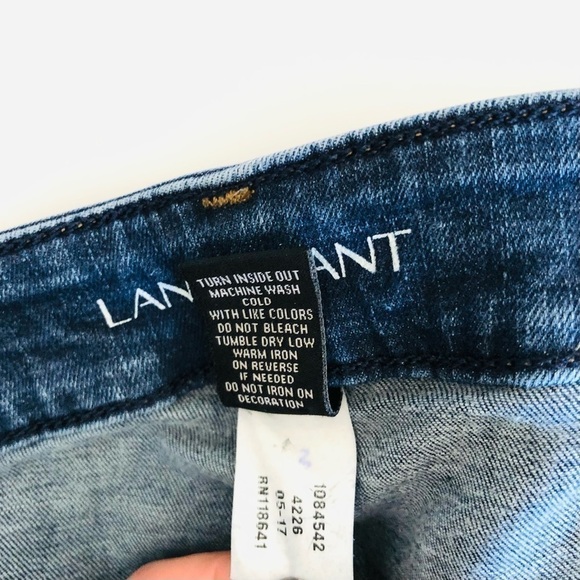 LAN ANT
TURN INSIDE OUT
MACHINE WASH
COLD
WITH LIKE COLORS
DO NOT BLEACH
TUMBLE DRY LOW
WARM IRON
ON REVERSE
IF NEEDED
DO NOT IRON ON
DECORATION
1084542
4226
05-17
RN118641